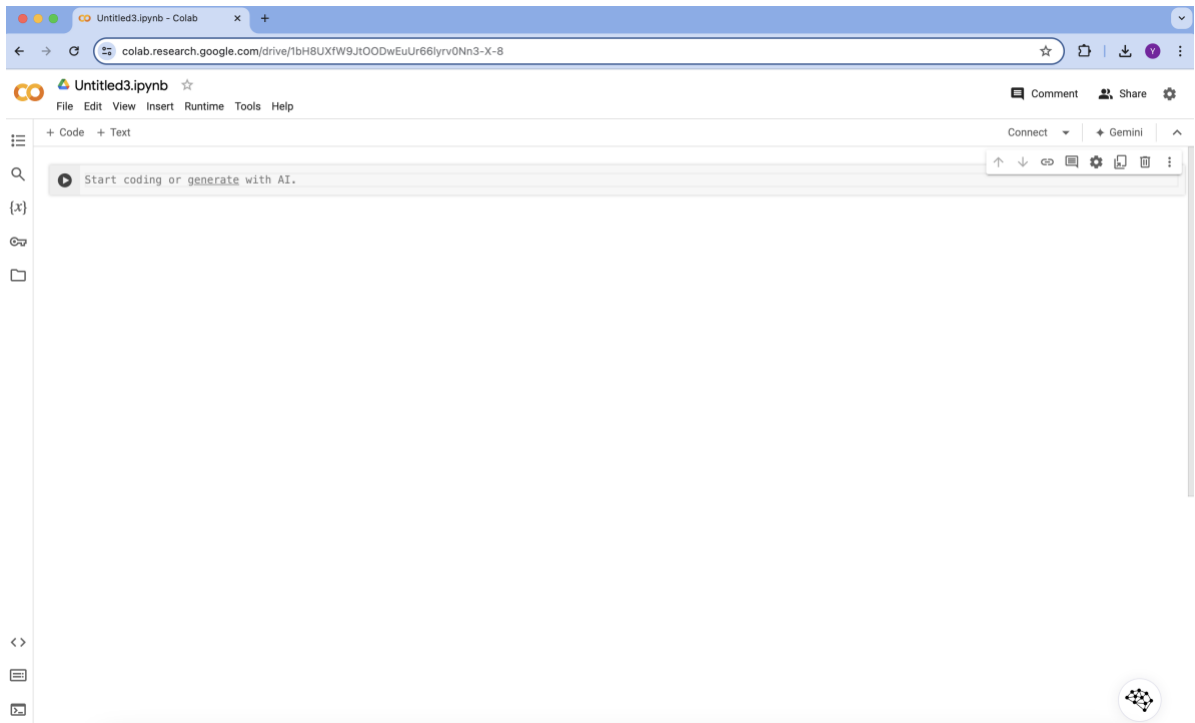 Untitled3.ipynb - Colab
colab.research.google.com/drive/1bH8UXfW9JtOODwEuUr66lyrv0Nn3-X-8
Y
CO Untitled3.ipynb
Comment Share
File Edit View Insert Runtime Tools Help
+ Code + Text Connect Gemini
Start coding or generate with AI.
{x}